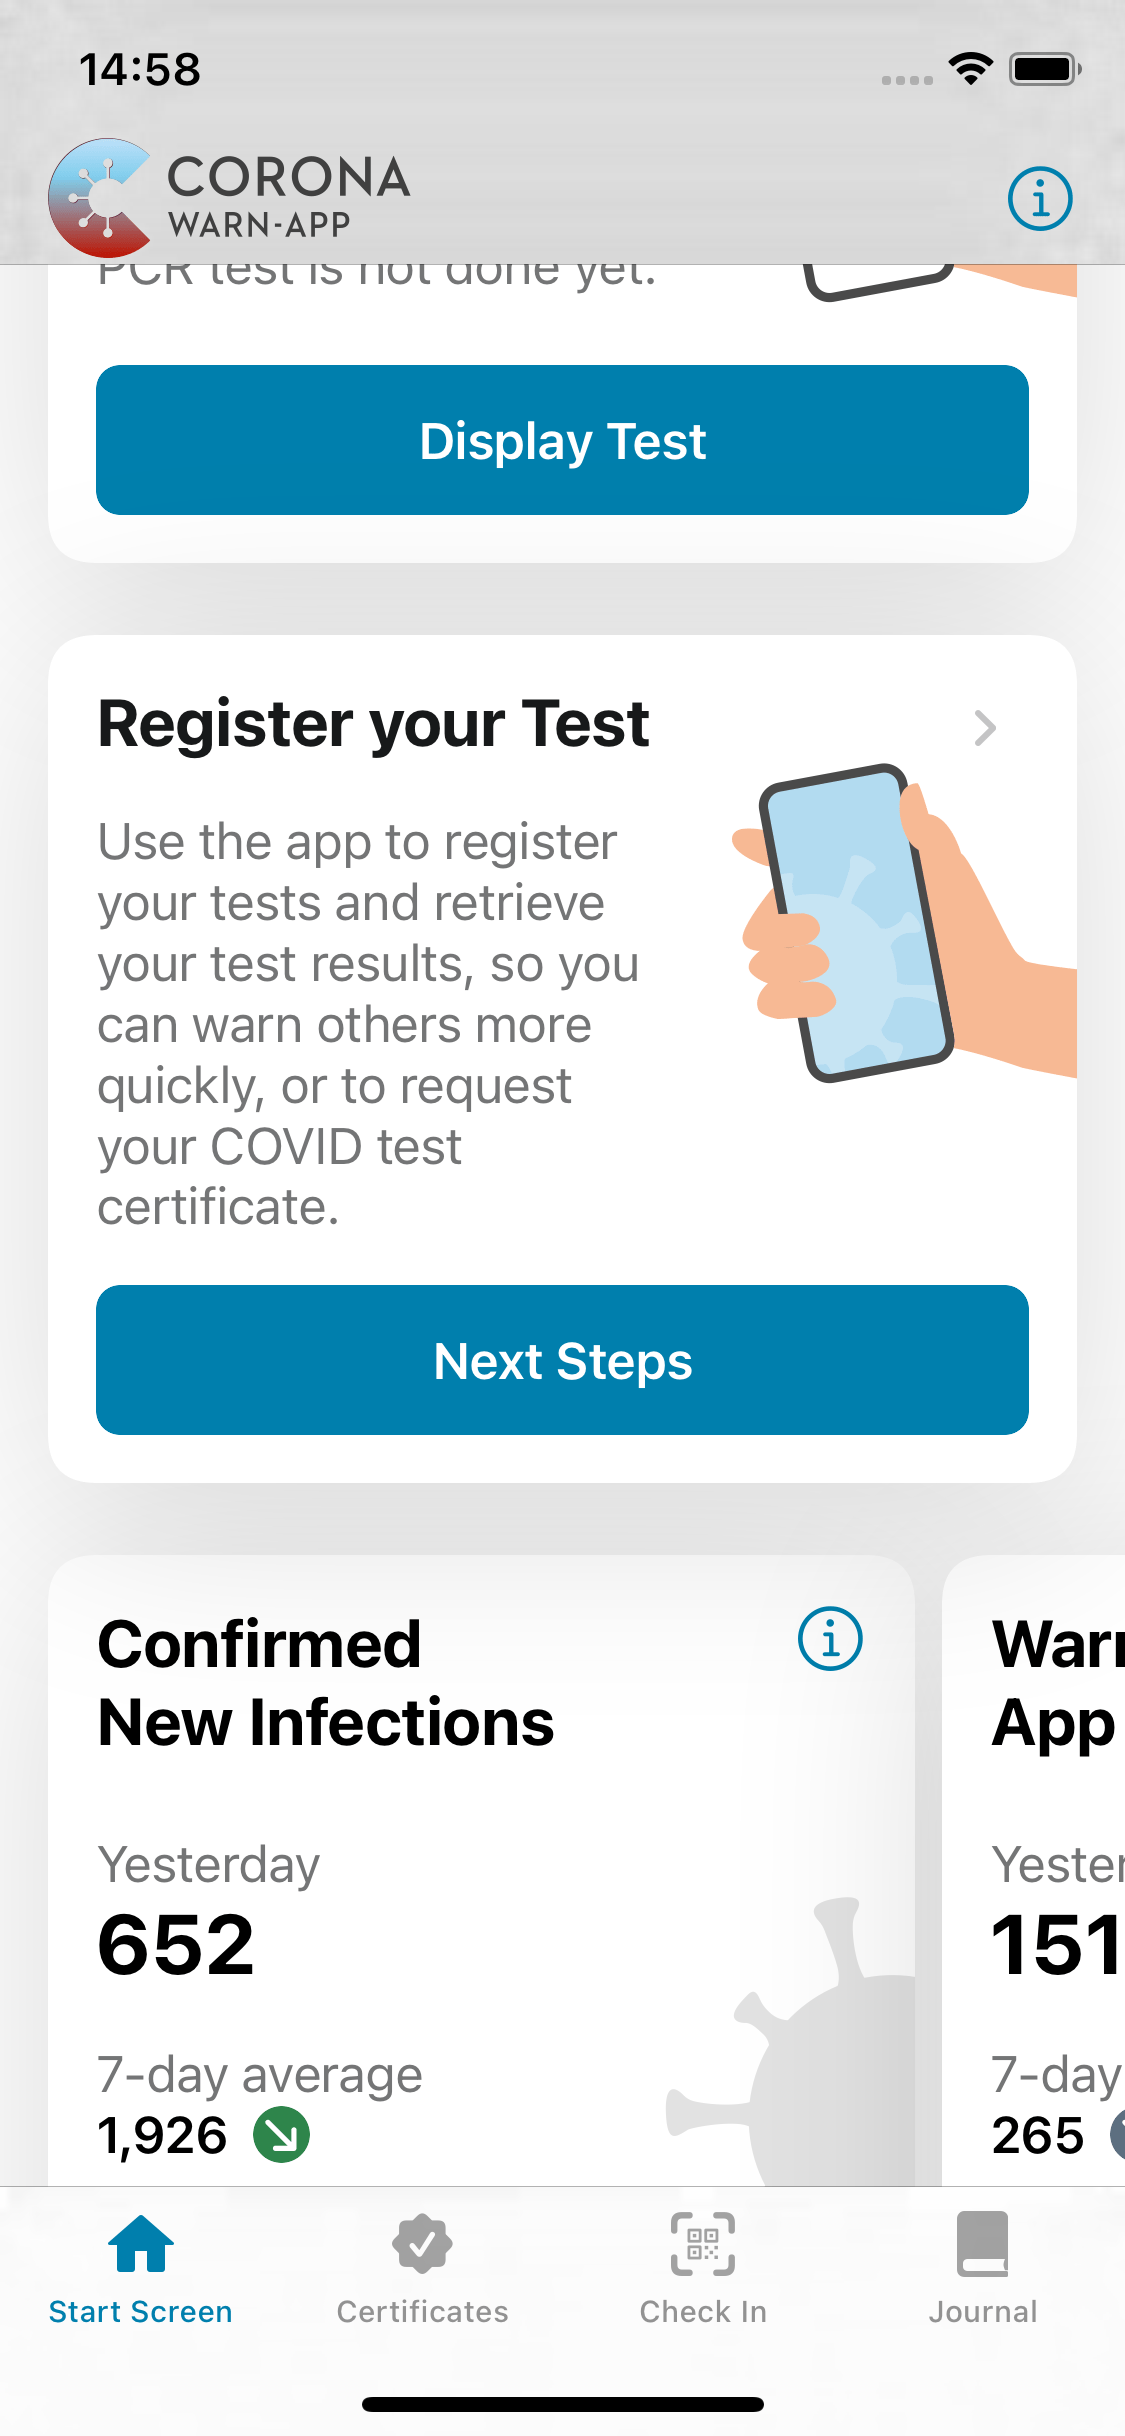 14:58
CORONA
WARN-APP
PCR test is not done yet.
Display Test
Register your Test
Use the app to register
your tests and retrieve
your test results, so you
can warn others more
quickly, or to request
your COVID test
certificate.
Next Steps
Confirmed
New Infections
Yesterday
652
7-day average
1,926
App
151
7-day
265
Start Screen
Certificates
Check In
Journal